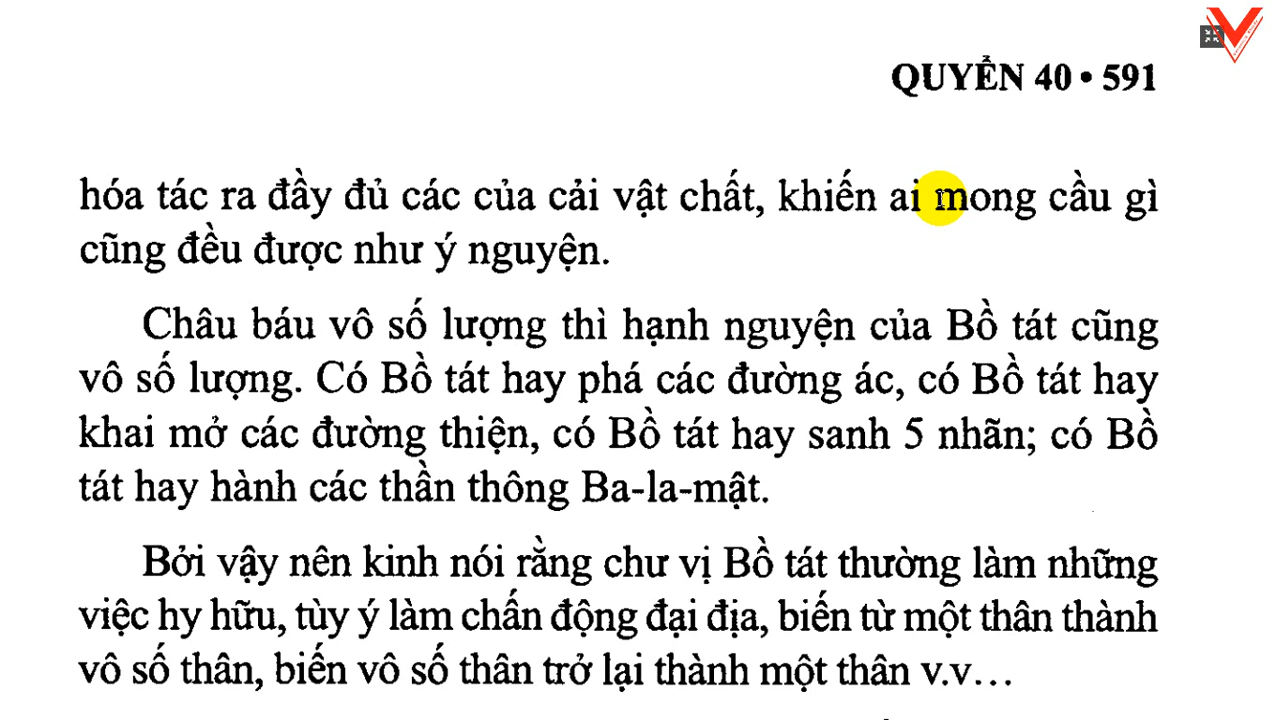 QUYỂN 40 • 591
hóa tác ra đầy đủ các của cải vật chất, khiến ai mong cầu gì
cũng đều được như ý nguyện.
Châu báu vô số lượng thì hạnh nguyện của Bồ tát cũng
vô số lượng. Có Bồ tát hay phá các đường ác, có Bồ tát hay
khai mở các đường thiện, có Bồ tát hay sanh 5 nhãn; có Bồ
tát hay hành các thần thông Ba-la-mật.
Bởi vậy nên kinh nói rằng chư vị Bồ tát thường làm những
việc hy hữu, tùy ý làm chấn động đại địa, biến từ một thân thành
vô số thân, biến vô số thân trở lại thành một thân v.v...